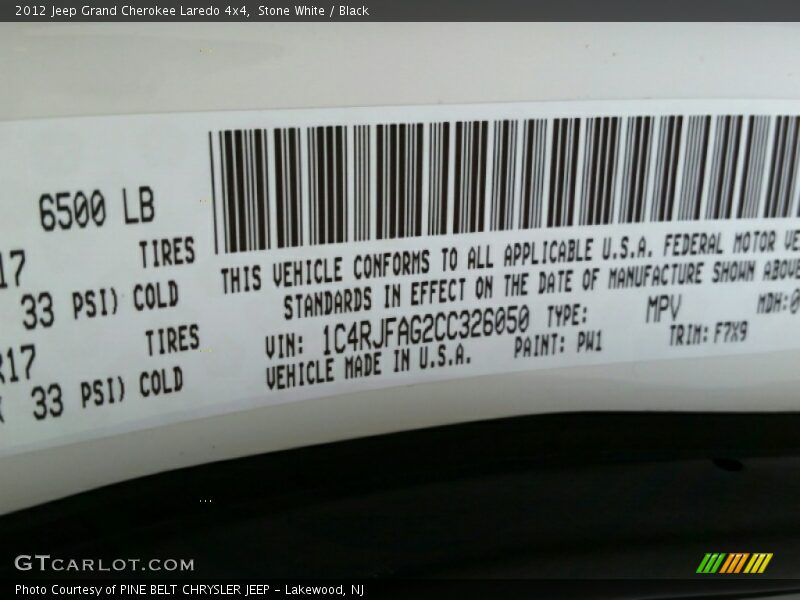 2012 Jeep Grand Cherokee Laredo 4x4, Stone White / Black
6500 LB
17 TIRES
33 PSI) COLD
R17 TIRES
33 PSI) COLD
THIS VEHICLE CONFORMS TO ALL APPLICABLE U.S.A. FEDERAL MOTOR VE
STANDARDS IN EFFECT ON THE DATE OF MANUFACTURE SHOWN ABOVE
VIN: 1C4RJFAG2CC326050 TYPE: MPV MDH:0
VEHICLE MADE IN U.S.A. PAINT: PW1 TRIM: F7X9
GTCARLOT.COM
Photo Courtesy of PINE BELT CHRYSLER JEEP - Lakewood, NJ